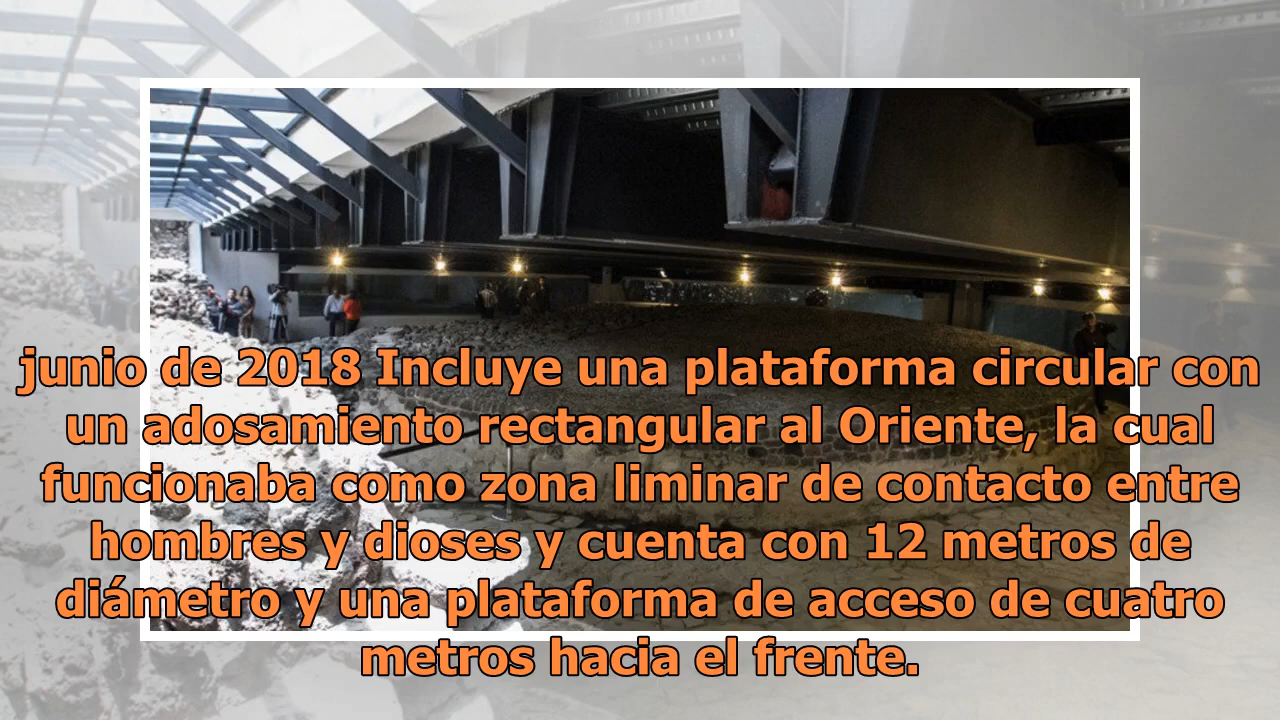 junio de 2018 Incluye una plataforma circular con
un adosamiento rectangular al Oriente, la cual
funcionaba como zona liminar de contacto entre
hombres y dioses y cuenta con 12 metros de
diámetro y una plataforma de acceso de cuatro
metros hacia el frente.